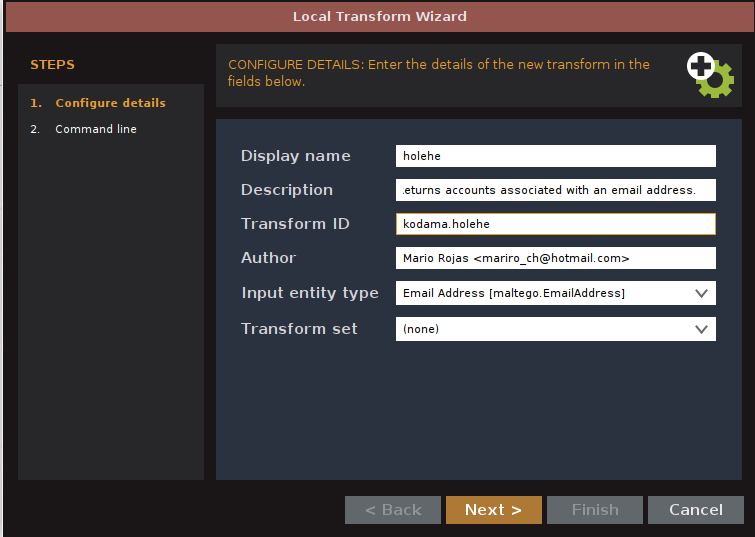 Local Transform Wizard
STEPS
1. Configure details
2. Command line
CONFIGURE DETAILS: Enter the details of the new transform in the
fields below.
Display name holehe
Description eturns accounts associated with an email address.
Transform ID kodama.holehe
Author Mario Rojas <mariro_ch@hotmail.com>
Input entity type Email Address [maltego.EmailAddress]
Transform set (none)
< Back Next > Finish Cancel